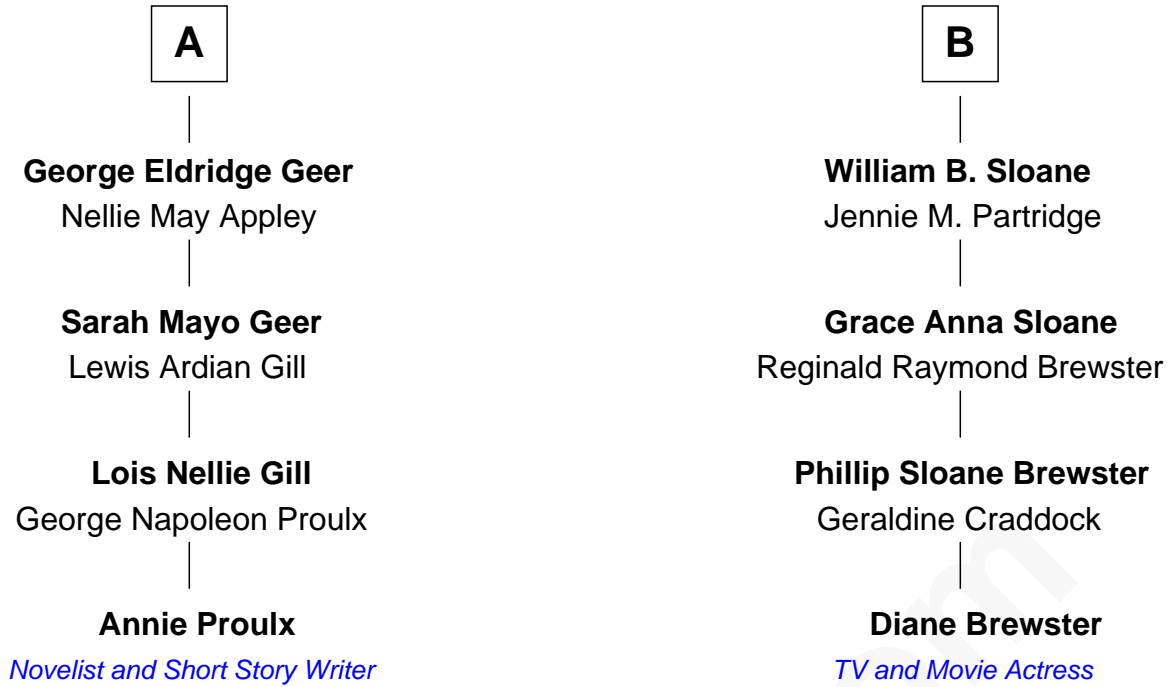 A
George Eldridge Geer
Nellie May Appley
Sarah Mayo Geer
Lewis Ardian Gill
Lois Nellie Gill
George Napoleon Proulx
Annie Proulx
Novelist and Short Story Writer
B
William B. Sloane
Jennie M. Partridge
Grace Anna Sloane
Reginald Raymond Brewster
Phillip Sloane Brewster
Geraldine Craddock
Diane Brewster
TV and Movie Actress